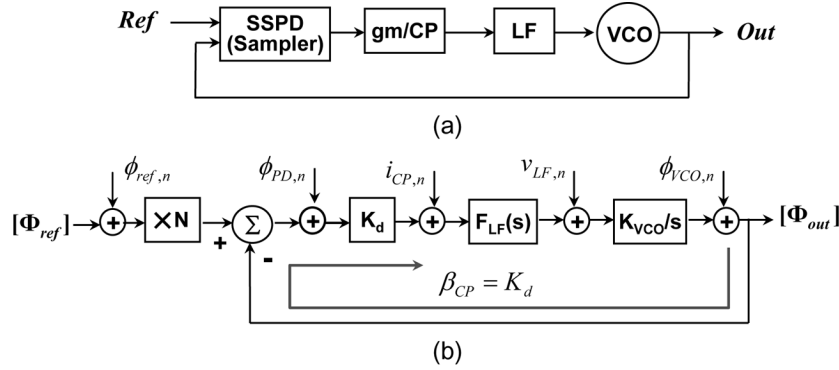 Ref
SSPD
(Sampler)
gm/CP
LF
VCO
Out
(a)
ϕref,n
ϕPD,n
iCP,n
vLF,n
ϕVCO,n
[Φref]
+
×N
+
Σ
-
+
Kd
+
FLF(s)
+
KVCO/s
+
[Φout]
βCP = Kd
(b)